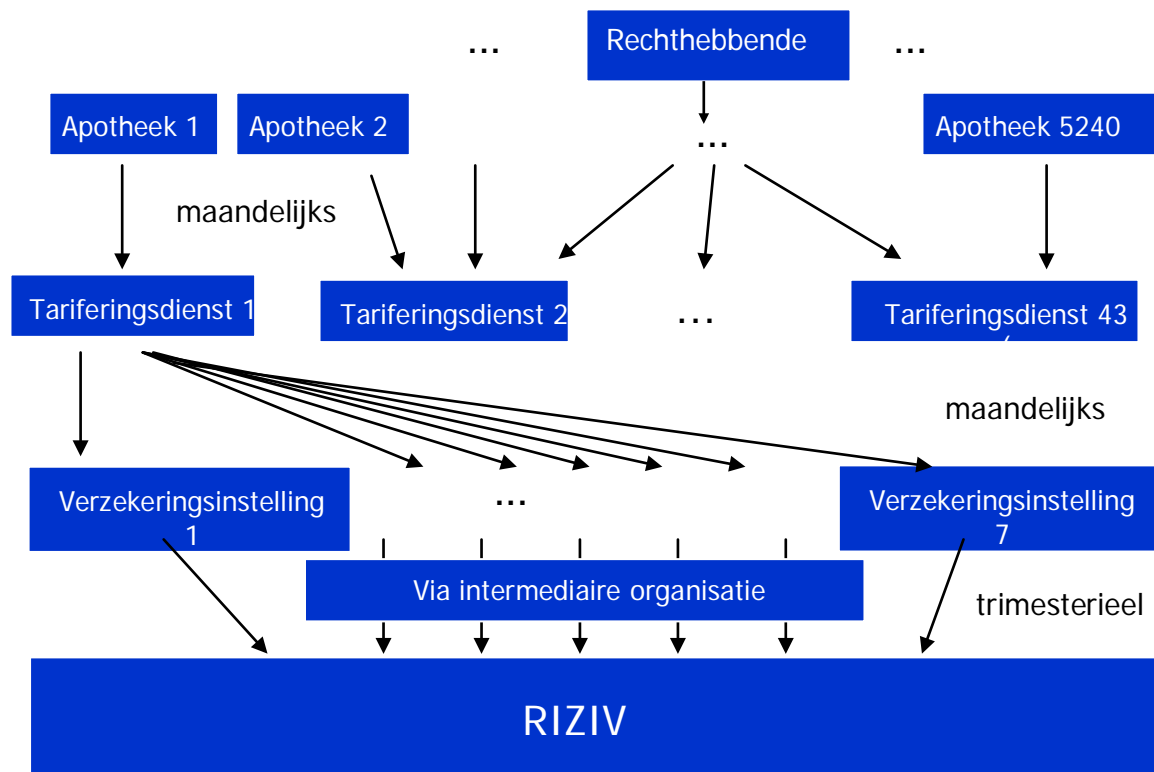 ... Rechthebbende ...
Apotheek 1 Apotheek 2 ... Apotheek 5240
maandelijks
Tariferingsdienst 1 Tariferingsdienst 2 ... Tariferingsdienst 43
maandelijks
Verzekeringsinstelling
1
...
Verzekeringsinstelling
7
Via intermediaire organisatie
trimesterieel
RIZIV